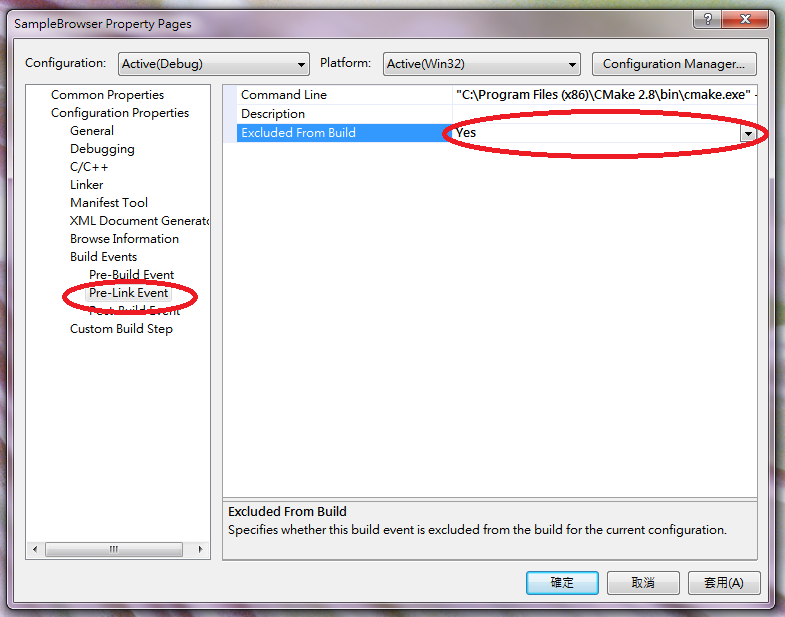 SampleBrowser Property Pages
?
Configuration: Active(Debug) Platform: Active(Win32) Configuration Manager...
Common Properties
Configuration Properties
General
Debugging
C/C++
Linker
Manifest Tool
XML Document Generato
Browse Information
Build Events
Pre-Build Event
Pre-Link Event
Post-Build Event
Custom Build Step
Command Line "C:\Program Files (x86)\CMake 2.8\bin\cmake.exe" -
Description
Excluded From Build Yes
Excluded From Build
Specifies whether this build event is excluded from the build for the current configuration.
確定 取消 套用(A)